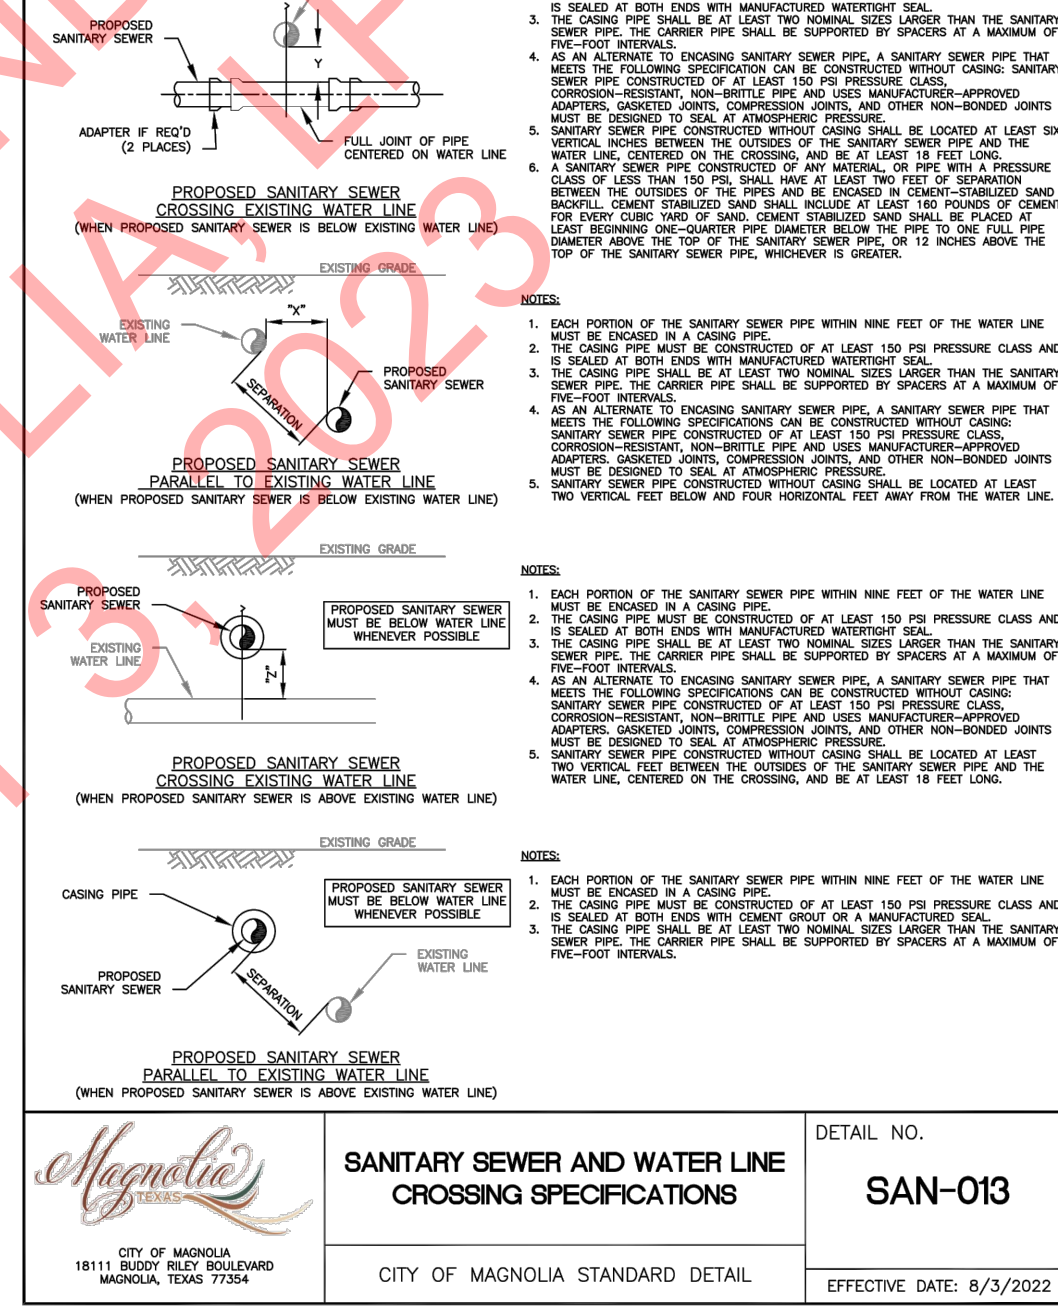 PROPOSED
SANITARY SEWER
Y
ADAPTER IF REQ'D
(2 PLACES)
FULL JOINT OF PIPE
CENTERED ON WATER LINE
PROPOSED SANITARY SEWER
CROSSING EXISTING WATER LINE
(WHEN PROPOSED SANITARY SEWER IS BELOW EXISTING WATER LINE)
IS SEALED AT BOTH ENDS WITH MANUFACTURED WATERTIGHT SEAL.
3. THE CASING PIPE SHALL BE AT LEAST TWO NOMINAL SIZES LARGER THAN THE SANITARY
SEWER PIPE. THE CARRIER PIPE SHALL BE SUPPORTED BY SPACERS AT A MAXIMUM OF
FIVE-FOOT INTERVALS.
4. AS AN ALTERNATE TO ENCASING SANITARY SEWER PIPE, A SANITARY SEWER PIPE THAT
MEETS THE FOLLOWING SPECIFICATION CAN BE CONSTRUCTED WITHOUT CASING: SANITARY
SEWER PIPE CONSTRUCTED OF AT LEAST 150 PSI PRESSURE CLASS,
CORROSION-RESISTANT, NON-BRITTLE PIPE AND USES MANUFACTURER-APPROVED
ADAPTERS, GASKETED JOINTS, COMPRESSION JOINTS, AND OTHER NON-BONDED JOINTS
MUST BE DESIGNED TO SEAL AT ATMOSPHERIC PRESSURE.
5. SANITARY SEWER PIPE CONSTRUCTED WITHOUT CASING SHALL BE LOCATED AT LEAST SIX
VERTICAL INCHES BETWEEN THE OUTSIDES OF THE SANITARY SEWER PIPE AND THE
WATER LINE, CENTERED ON THE CROSSING, AND BE AT LEAST 18 FEET LONG.
6. A SANITARY SEWER PIPE CONSTRUCTED OF ANY MATERIAL, OR PIPE WITH A PRESSURE
CLASS OF LESS THAN 150 PSI, SHALL HAVE AT LEAST TWO FEET OF SEPARATION
BETWEEN THE OUTSIDES OF THE PIPES AND BE ENCASED IN CEMENT-STABILIZED SAND
BACKFILL. CEMENT STABILIZED SAND SHALL INCLUDE AT LEAST 160 POUNDS OF CEMENT
FOR EVERY CUBIC YARD OF SAND. CEMENT STABILIZED SAND SHALL BE PLACED AT
LEAST BEGINNING ONE-QUARTER PIPE DIAMETER BELOW THE PIPE TO ONE FULL PIPE
DIAMETER ABOVE THE TOP OF THE SANITARY SEWER PIPE, OR 12 INCHES ABOVE THE
TOP OF THE SANITARY SEWER PIPE, WHICHEVER IS GREATER.
EXISTING GRADE
"X"
EXISTING
WATER LINE
PROPOSED
SANITARY SEWER
SEPARATION
PROPOSED SANITARY SEWER
PARALLEL TO EXISTING WATER LINE
(WHEN PROPOSED SANITARY SEWER IS BELOW EXISTING WATER LINE)
NOTES:
1. EACH PORTION OF THE SANITARY SEWER PIPE WITHIN NINE FEET OF THE WATER LINE
MUST BE ENCASED IN A CASING PIPE.
2. THE CASING PIPE MUST BE CONSTRUCTED OF AT LEAST 150 PSI PRESSURE CLASS AND
IS SEALED AT BOTH ENDS WITH MANUFACTURED WATERTIGHT SEAL.
3. THE CASING PIPE SHALL BE AT LEAST TWO NOMINAL SIZES LARGER THAN THE SANITARY
SEWER PIPE. THE CARRIER PIPE SHALL BE SUPPORTED BY SPACERS AT A MAXIMUM OF
FIVE-FOOT INTERVALS.
4. AS AN ALTERNATE TO ENCASING SANITARY SEWER PIPE, A SANITARY SEWER PIPE THAT
MEETS THE FOLLOWING SPECIFICATIONS CAN BE CONSTRUCTED WITHOUT CASING:
SANITARY SEWER PIPE CONSTRUCTED OF AT LEAST 150 PSI PRESSURE CLASS,
CORROSION-RESISTANT, NON-BRITTLE PIPE AND USES MANUFACTURER-APPROVED
ADAPTERS. GASKETED JOINTS, COMPRESSION JOINTS, AND OTHER NON-BONDED JOINTS
MUST BE DESIGNED TO SEAL AT ATMOSPHERIC PRESSURE.
5. SANITARY SEWER PIPE CONSTRUCTED WITHOUT CASING SHALL BE LOCATED AT LEAST
TWO VERTICAL FEET BELOW AND FOUR HORIZONTAL FEET AWAY FROM THE WATER LINE.
EXISTING GRADE
PROPOSED
SANITARY SEWER
EXISTING
WATER LINE
PROPOSED SANITARY SEWER
MUST BE BELOW WATER LINE
WHENEVER POSSIBLE
"Z"
PROPOSED SANITARY SEWER
CROSSING EXISTING WATER LINE
(WHEN PROPOSED SANITARY SEWER IS ABOVE EXISTING WATER LINE)
NOTES:
1. EACH PORTION OF THE SANITARY SEWER PIPE WITHIN NINE FEET OF THE WATER LINE
MUST BE ENCASED IN A CASING PIPE.
2. THE CASING PIPE MUST BE CONSTRUCTED OF AT LEAST 150 PSI PRESSURE CLASS AND
IS SEALED AT BOTH ENDS WITH MANUFACTURED WATERTIGHT SEAL.
3. THE CASING PIPE SHALL BE AT LEAST TWO NOMINAL SIZES LARGER THAN THE SANITARY
SEWER PIPE. THE CARRIER PIPE SHALL BE SUPPORTED BY SPACERS AT A MAXIMUM OF
FIVE-FOOT INTERVALS.
4. AS AN ALTERNATE TO ENCASING SANITARY SEWER PIPE, A SANITARY SEWER PIPE THAT
MEETS THE FOLLOWING SPECIFICATIONS CAN BE CONSTRUCTED WITHOUT CASING:
SANITARY SEWER PIPE CONSTRUCTED OF AT LEAST 150 PSI PRESSURE CLASS,
CORROSION-RESISTANT, NON-BRITTLE PIPE AND USES MANUFACTURER-APPROVED
ADAPTERS. GASKETED JOINTS, COMPRESSION JOINTS, AND OTHER NON-BONDED JOINTS
MUST BE DESIGNED TO SEAL AT ATMOSPHERIC PRESSURE.
5. SANITARY SEWER PIPE CONSTRUCTED WITHOUT CASING SHALL BE LOCATED AT LEAST
TWO VERTICAL FEET BETWEEN THE OUTSIDES OF THE SANITARY SEWER PIPE AND THE
WATER LINE, CENTERED ON THE CROSSING, AND BE AT LEAST 18 FEET LONG.
EXISTING GRADE
CASING PIPE
PROPOSED SANITARY SEWER
MUST BE BELOW WATER LINE
WHENEVER POSSIBLE
EXISTING
WATER LINE
PROPOSED
SANITARY SEWER
SEPARATION
PROPOSED SANITARY SEWER
PARALLEL TO EXISTING WATER LINE
(WHEN PROPOSED SANITARY SEWER IS ABOVE EXISTING WATER LINE)
NOTES:
1. EACH PORTION OF THE SANITARY SEWER PIPE WITHIN NINE FEET OF THE WATER LINE
MUST BE ENCASED IN A CASING PIPE.
2. THE CASING PIPE MUST BE CONSTRUCTED OF AT LEAST 150 PSI PRESSURE CLASS AND
IS SEALED AT BOTH ENDS WITH CEMENT GROUT OR A MANUFACTURED SEAL.
3. THE CASING PIPE SHALL BE AT LEAST TWO NOMINAL SIZES LARGER THAN THE SANITARY
SEWER PIPE. THE CARRIER PIPE SHALL BE SUPPORTED BY SPACERS AT A MAXIMUM OF
FIVE-FOOT INTERVALS.
Magnolia
TEXAS
CITY OF MAGNOLIA
18111 BUDDY RILEY BOULEVARD
MAGNOLIA, TEXAS 77354
SANITARY SEWER AND WATER LINE
CROSSING SPECIFICATIONS
CITY OF MAGNOLIA STANDARD DETAIL
DETAIL NO.
SAN-013
EFFECTIVE DATE: 8/3/2022
LIA,
3, 2023